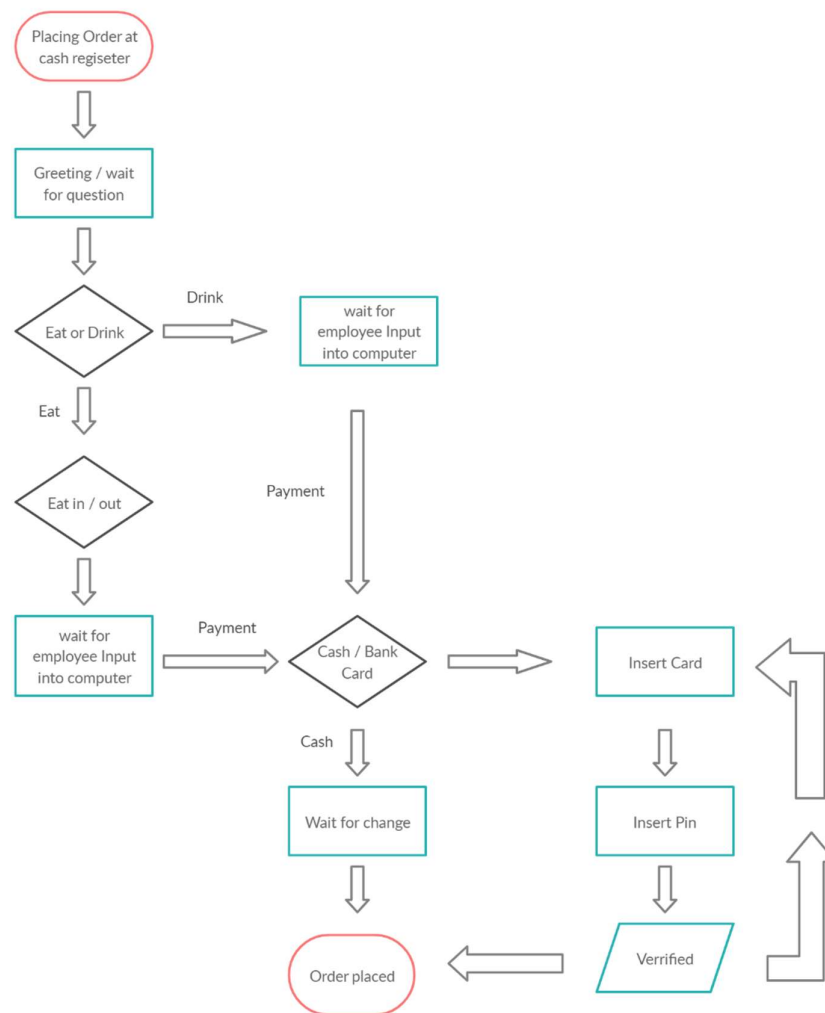 Placing Order at
cash regiseter
Greeting / wait
for question
Eat or Drink
Drink
wait for
employee Input
into computer
Eat
Payment
Eat in / out
wait for
employee Input
into computer
Payment
Cash / Bank
Card
Insert Card
Cash
Wait for change
Insert Pin
Order placed
Verrified